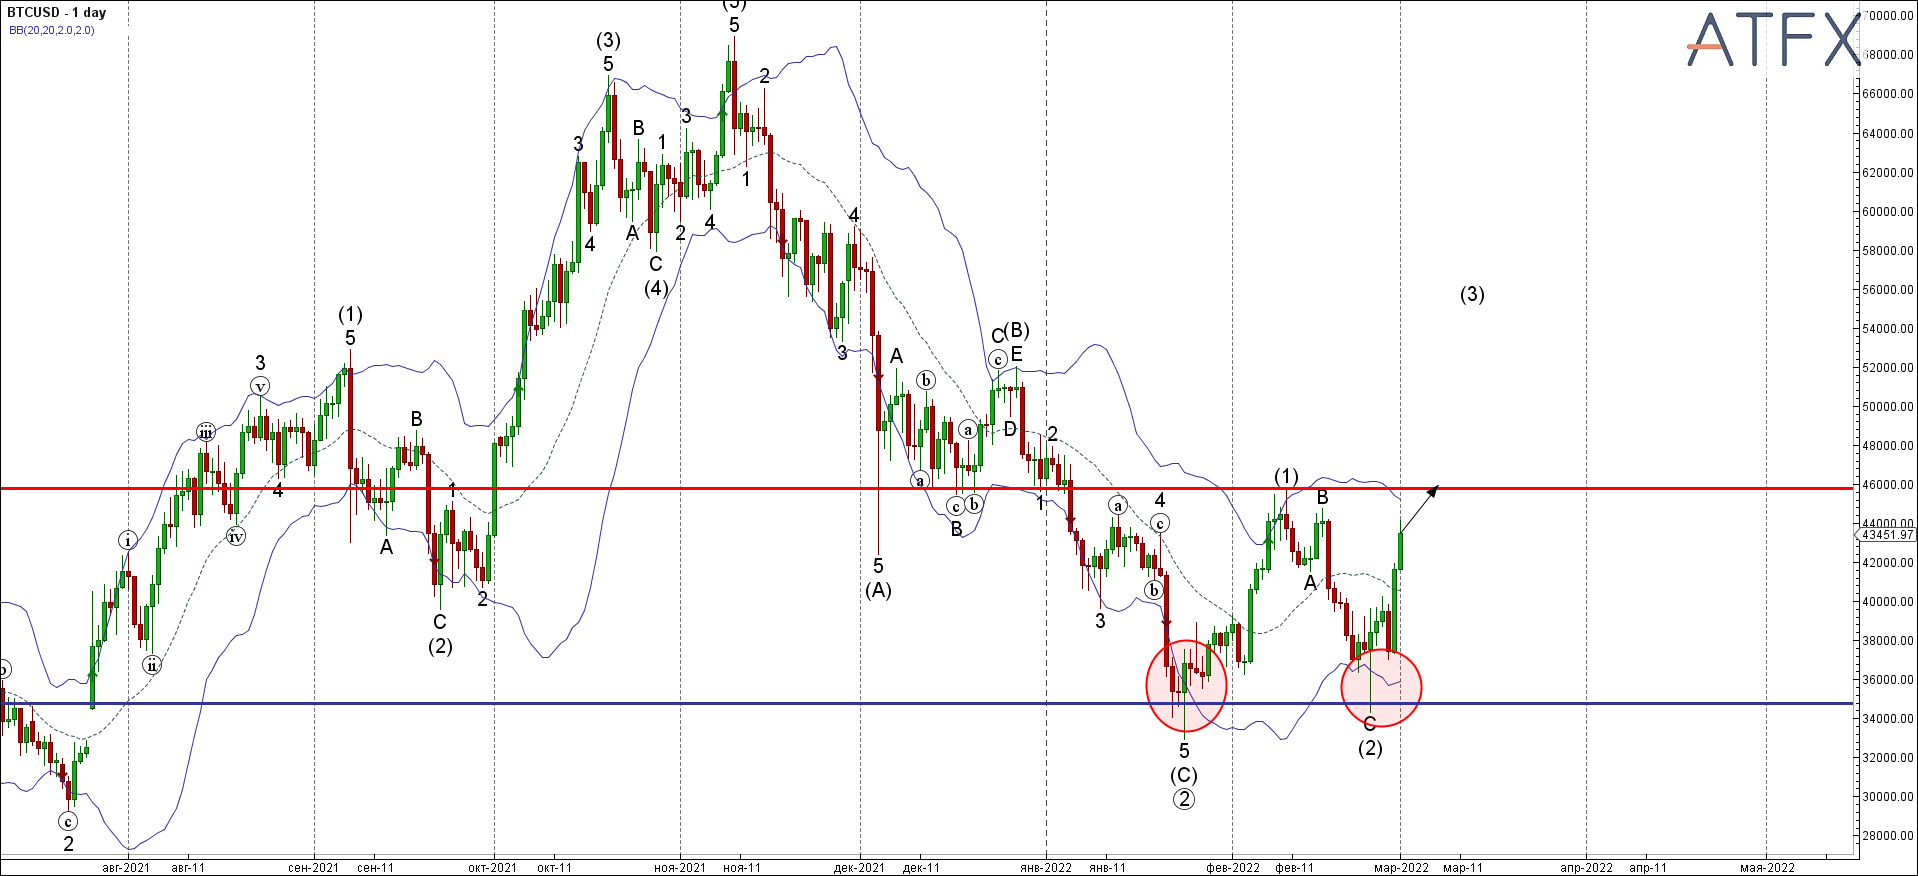 BTCUSD - 1 day
BB(20,20,2.0,2.0)
ATFX
(5)
5
(3)
5
2
3
B
1
3
4
A
C
(4)
2
4
1
(1)
5
3
v
iii
i
ii
iv
4
b
c
2
B
A
1
2
C
(2)
4
3
5
(A)
A
b
a
a
c
b
B
C
c
(B)
E
D
2
1
a
4
c
b
3
5
(C)
2
(1)
B
A
C
(2)
(3)
70000.00
68000.00
66000.00
64000.00
62000.00
60000.00
58000.00
56000.00
54000.00
52000.00
50000.00
48000.00
46000.00
44000.00
43451.97
42000.00
40000.00
38000.00
36000.00
34000.00
32000.00
30000.00
28000.00
авг-2021
авг-11
сен-2021
сен-11
окт-2021
окт-11
ноя-2021
ноя-11
дек-2021
дек-11
янв-2022
янв-11
фев-2022
фев-11
мар-2022
мар-11
апр-2022
апр-11
мая-2022